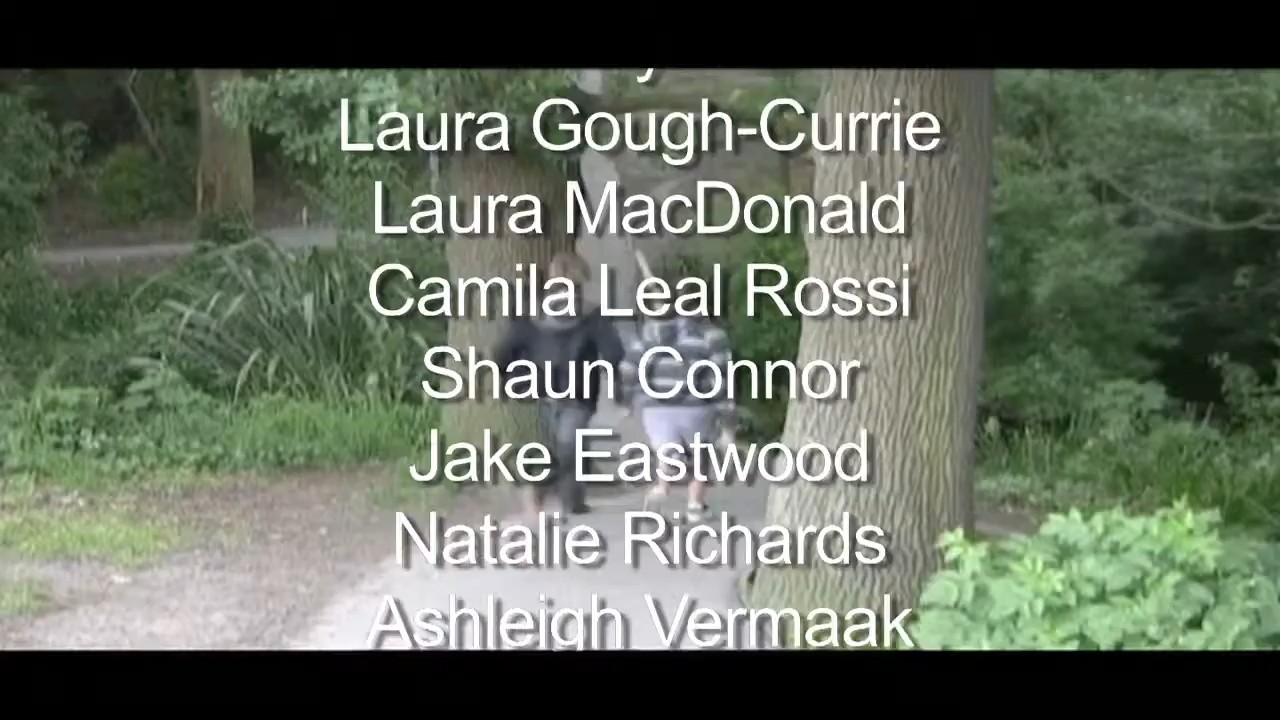 Laura Gough-Currie
Laura MacDonald
Camila Leal Rossi
Shaun Connor
Jake Eastwood
Natalie Richards
Ashleigh Vermaak